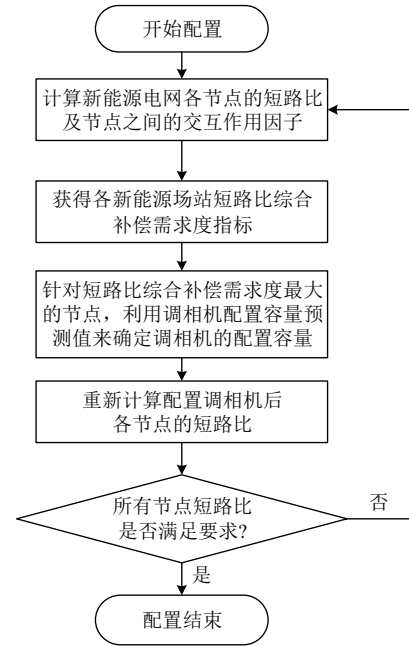 开始配置
计算新能源电网各节点的短路比
及节点之间的交互作用因子
获得各新能源场站短路比综合
补偿需求度指标
针对短路比综合补偿需求度最大
的节点，利用调相机配置容量预
测值来确定调相机的配置容量
重新计算配置调相机后
各节点的短路比
所有节点短路比
是否满足要求?
否
是
配置结束